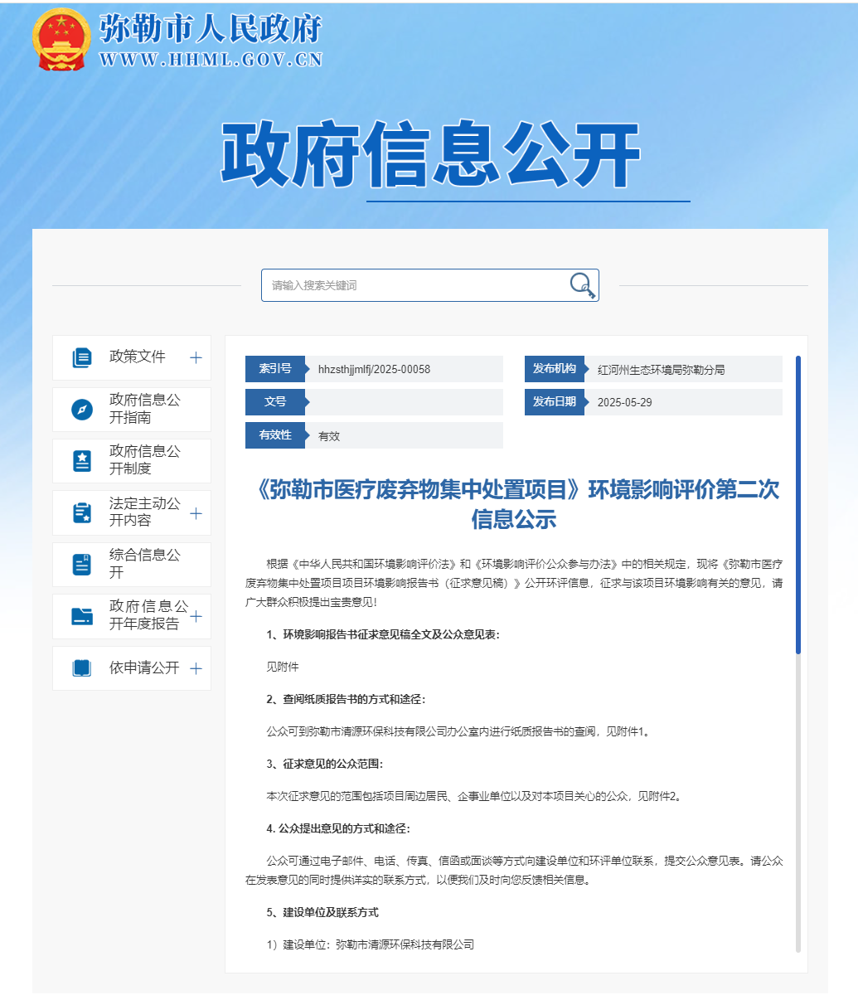 弥勒市人民政府
WWW.HHML.GOV.CN
政府信息公开
请输入搜索关键词
政策文件
政府信息公
开指南
政府信息公
开制度
法定主动公
开内容
综合信息公
开
政府信息公
开年度报告
依申请公开
索引号 hhzsthjjmlfj/2025-00058 发布机构 红河州生态环境局弥勒分局
文号 发布日期 2025-05-29
有效性 有效
《弥勒市医疗废弃物集中处置项目》环境影响评价第二次
信息公示
根据《中华人民共和国环境影响评价法》和《环境影响评价公众参与办法》中的相关规定，现将《弥勒市医疗
废弃物集中处置项目项目环境影响报告书（征求意见稿）》公开环评信息，征求与该项目环境影响有关的意见，请
广大群众积极提出宝贵意见！
1、环境影响报告书征求意见稿全文及公众意见表：
见附件
2、查阅纸质报告书的方式和途径：
公众可到弥勒市清源环保科技有限公司办公室内进行纸质报告书的查阅，见附件1。
3、征求意见的公众范围：
本次征求意见的范围包括项目周边居民、企事业单位以及对本项目关心的公众，见附件2。
4. 公众提出意见的方式和途径：
公众可通过电子邮件、电话、传真、信函或面谈等方式向建设单位和环评单位联系，提交公众意见表。请公众
在发表意见的同时提供详实的联系方式，以便我们及时向您反馈相关信息。
5、建设单位及联系方式
1）建设单位：弥勒市清源环保科技有限公司